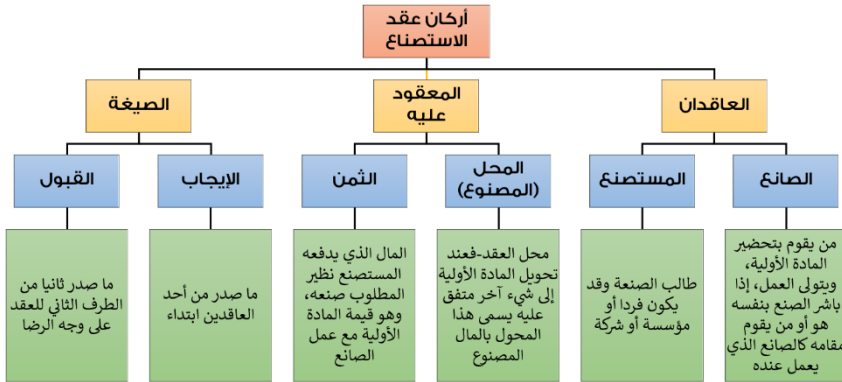 أركان عقد
الاستصناع
العاقدان
المعقود
عليه
الصيغة
الصانع
المستصنع
المحل
(المصنوع)
الثمن
الإيجاب
القبول
من يقوم بتحضير
المادة الأولية،
ويتولى العمل، إذا
باشر الصنع بنفسه
هو أو من يقوم
مقامه كالصانع الذي
يعمل عنده
طالب الصنعة وقد
يكون فردا أو
مؤسسة أو شركة
محل العقد-فعند
تحويل المادة الأولية
إلى شيء آخر متفق
عليه يسمى هذا
المحول بالمال
المصنوع
المال الذي يدفعه
المستصنع نظير
المطلوب صنعه،
وهو قيمة المادة
الأولية مع عمل
الصانع
ما صدر من أحد
العاقدين ابتداء
ما صدر ثانيا من
الطرف الثاني للعقد
على وجه الرضا